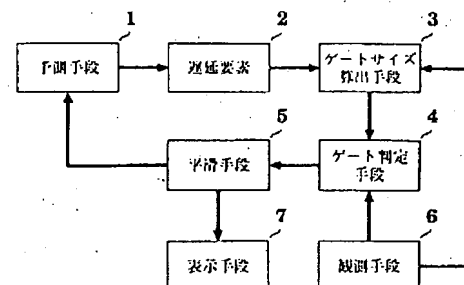 1
予測手段
2
遅延要素
3
ゲートサイズ
算出手段
5
平滑手段
4
ゲート判定
手段
7
表示手段
6
観測手段